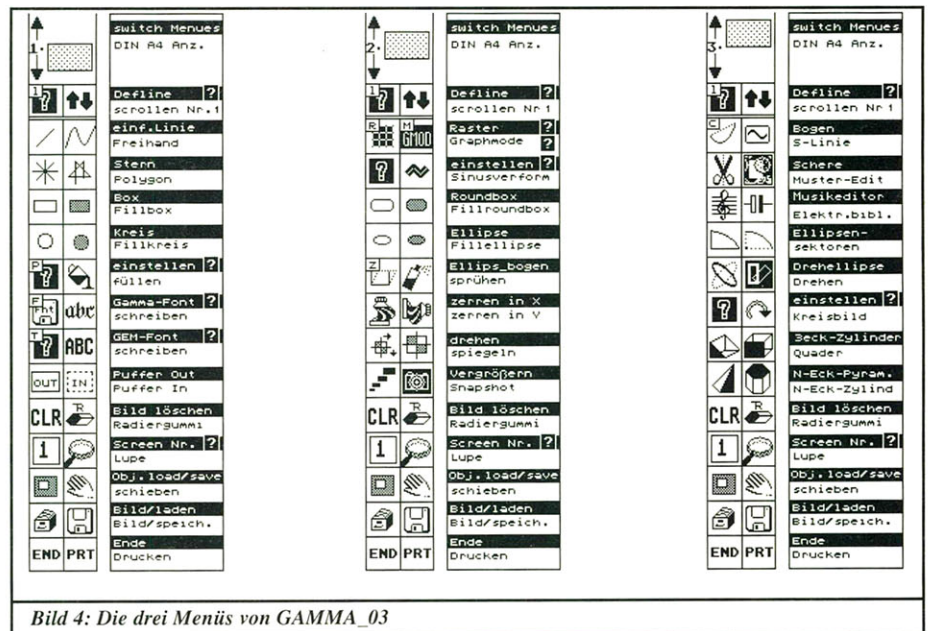 1.
switch Menues
DIN A4 Anz.
1 ?
Defline ?
scrollen Nr.1
einf.Linie
Freihand
Stern
Polygon
Box
Fillbox
Kreis
Fillkreis
P ?
einstellen ?
füllen
F Fnt abc
Gamma-Font ?
schreiben
T ? ABC
GEM-Font ?
schreiben
OUT IN
Puffer Out
Puffer In
CLR R
Bild löschen
Radiergummi
1
Screen Nr. ?
Lupe
Obj.load/save
schieben
Bild/laden
Bild/speich.
END PRT
Ende
Drucken
2.
switch Menues
DIN A4 Anz.
1 ?
Defline ?
scrollen Nr 1
R M GMOD
Raster ?
Graphmode ?
?
einstellen ?
Sinusverform
Roundbox
Fillroundbox
Ellipse
Fillellipse
Z
Ellips_bogen
sprühen
zerren in X
zerren in Y
drehen
spiegeln
Vergrößern
Snapshot
CLR R
Bild löschen
Radiergummi
1
Screen Nr. ?
Lupe
Obj.load/save
schieben
Bild/laden
Bild/speich.
END PRT
Ende
Drucken
3.
switch Menues
DIN A4 Anz.
1 ?
Defline ?
scrollen Nr 1
C
Bogen
S-Linie
Schere
Muster-Edit
Musikeditor
Elektr.bibl.
Ellipsen-
sektoren
Drehellipse
Drehen
?
einstellen ?
Kreisbild
Quader
N-Eck-Pyram.
N-Eck-Zylind
CLR R
Bild löschen
Radiergummi
1
Screen Nr. ?
Lupe
Obj.load/save
schieben
Bild/laden
Bild/speich.
END PRT
Ende
Drucken
Bild 4: Die drei Menüs von GAMMA_03